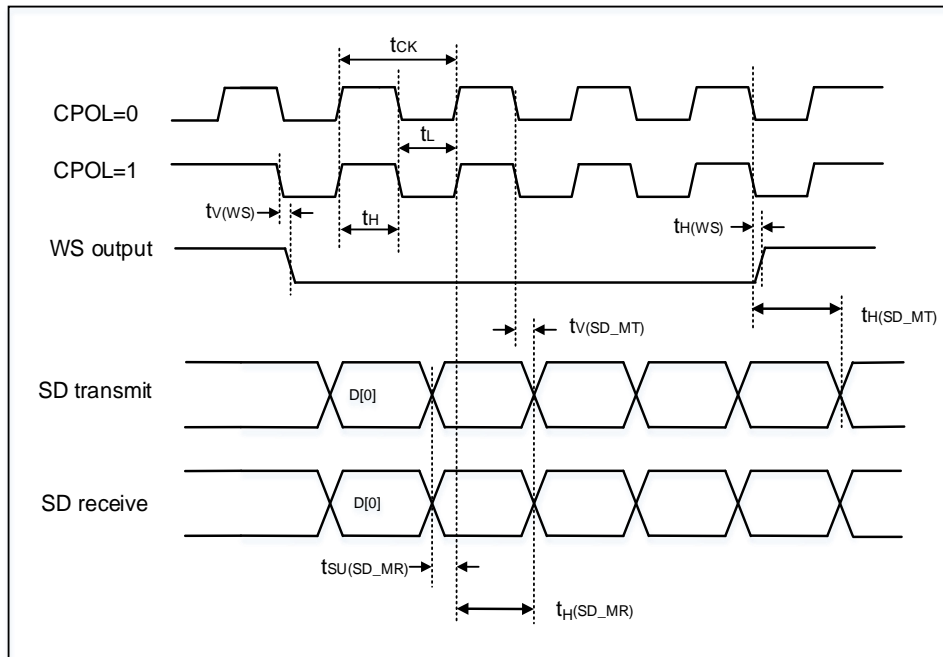 tCK
CPOL=0
tL
CPOL=1
tV(WS)
tH
tH(WS)
WS output
tH(SD_MT)
tV(SD_MT)
SD transmit
D[0]
SD receive
D[0]
tSU(SD_MR)
tH(SD_MR)